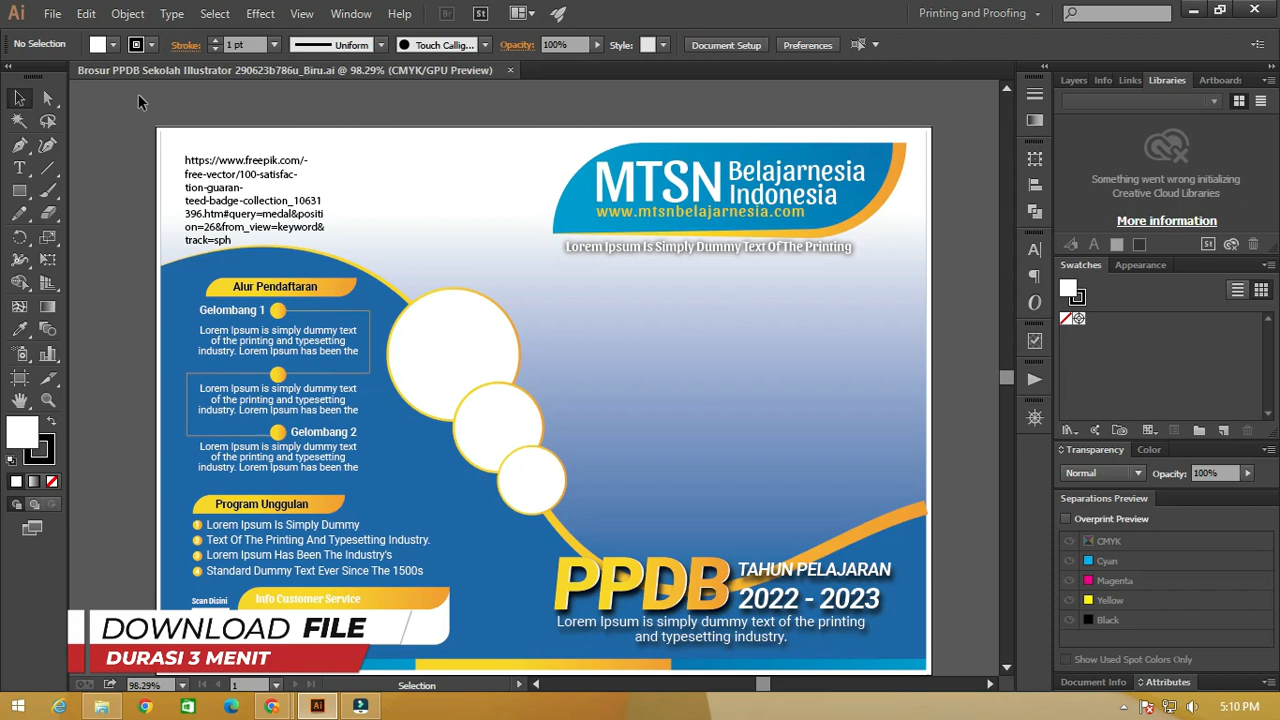 Ai File Edit Object Type Select Effect View Window Help Br St Printing and Proofing
No Selection Stroke: 1 pt Uniform Touch Callig... Opacity: 100% Style: Document Setup Preferences
Brosur PPDB Sekolah Illustrator 290623b786u_Biru.ai @ 98.29% (CMYK/GPU Preview)
https://www.freepik.com/-
free-vector/100-satisfac-
tion-guaran-
teed-badge-collection_10631
396.htm#query=medal&positi
on=26&from_view=keyword&
track=sph
MTSN Belajarnesia
Indonesia
www.mtsnbelajarnesia.com
Lorem Ipsum Is Simply Dummy Text Of The Printing
Alur Pendaftaran
Gelombang 1
Lorem Ipsum is simply dummy text
of the printing and typesetting
industry. Lorem Ipsum has been the
Lorem Ipsum is simply dummy text
of the printing and typesetting
industry. Lorem Ipsum has been the
Gelombang 2
Lorem Ipsum is simply dummy text
of the printing and typesetting
industry. Lorem Ipsum has been the
Program Unggulan
1 Lorem Ipsum Is Simply Dummy
2 Text Of The Printing And Typesetting Industry.
3 Lorem Ipsum Has Been The Industry's
4 Standard Dummy Text Ever Since The 1500s
Scan Disini
Info Customer Service
PPDB TAHUN PELAJARAN
2022 - 2023
Lorem Ipsum is simply dummy text of the printing
and typesetting industry.
DOWNLOAD FILE
DURASI 3 MENIT
Layers Info Links Libraries Artboards
Something went wrong initializing
Creative Cloud Libraries
More information
St
Swatches Appearance
Transparency Color
Normal Opacity: 100%
Separations Preview
Overprint Preview
CMYK
Cyan
Magenta
Yellow
Black
Show Used Spot Colors Only
Document Info Attributes
98.29% 1 Selection
Ai 5:10 PM